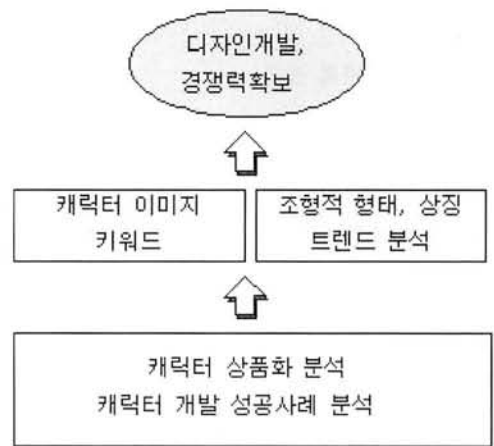 디자인개발,
경쟁력확보
캐릭터 이미지
키워드
조형적 형태, 상징
트렌드 분석
캐릭터 상품화 분석
캐릭터 개발 성공사례 분석